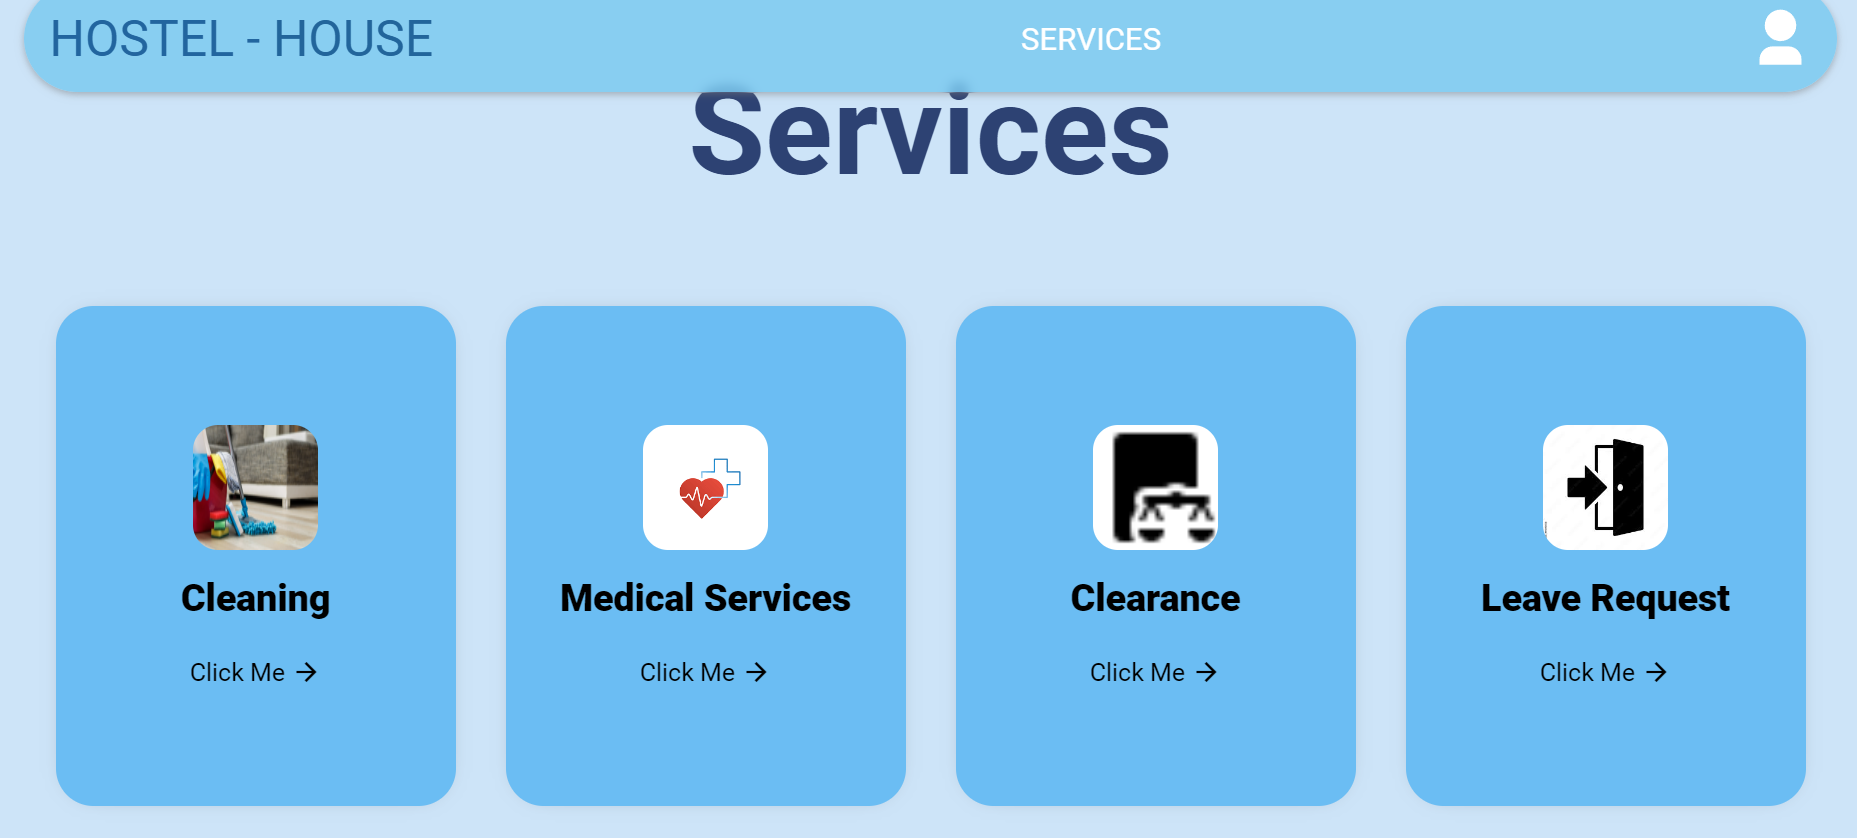 HOSTEL - HOUSE
SERVICES
Services
Cleaning
Medical Services
Clearance
Leave Request
Click Me →
Click Me →
Click Me →
Click Me →